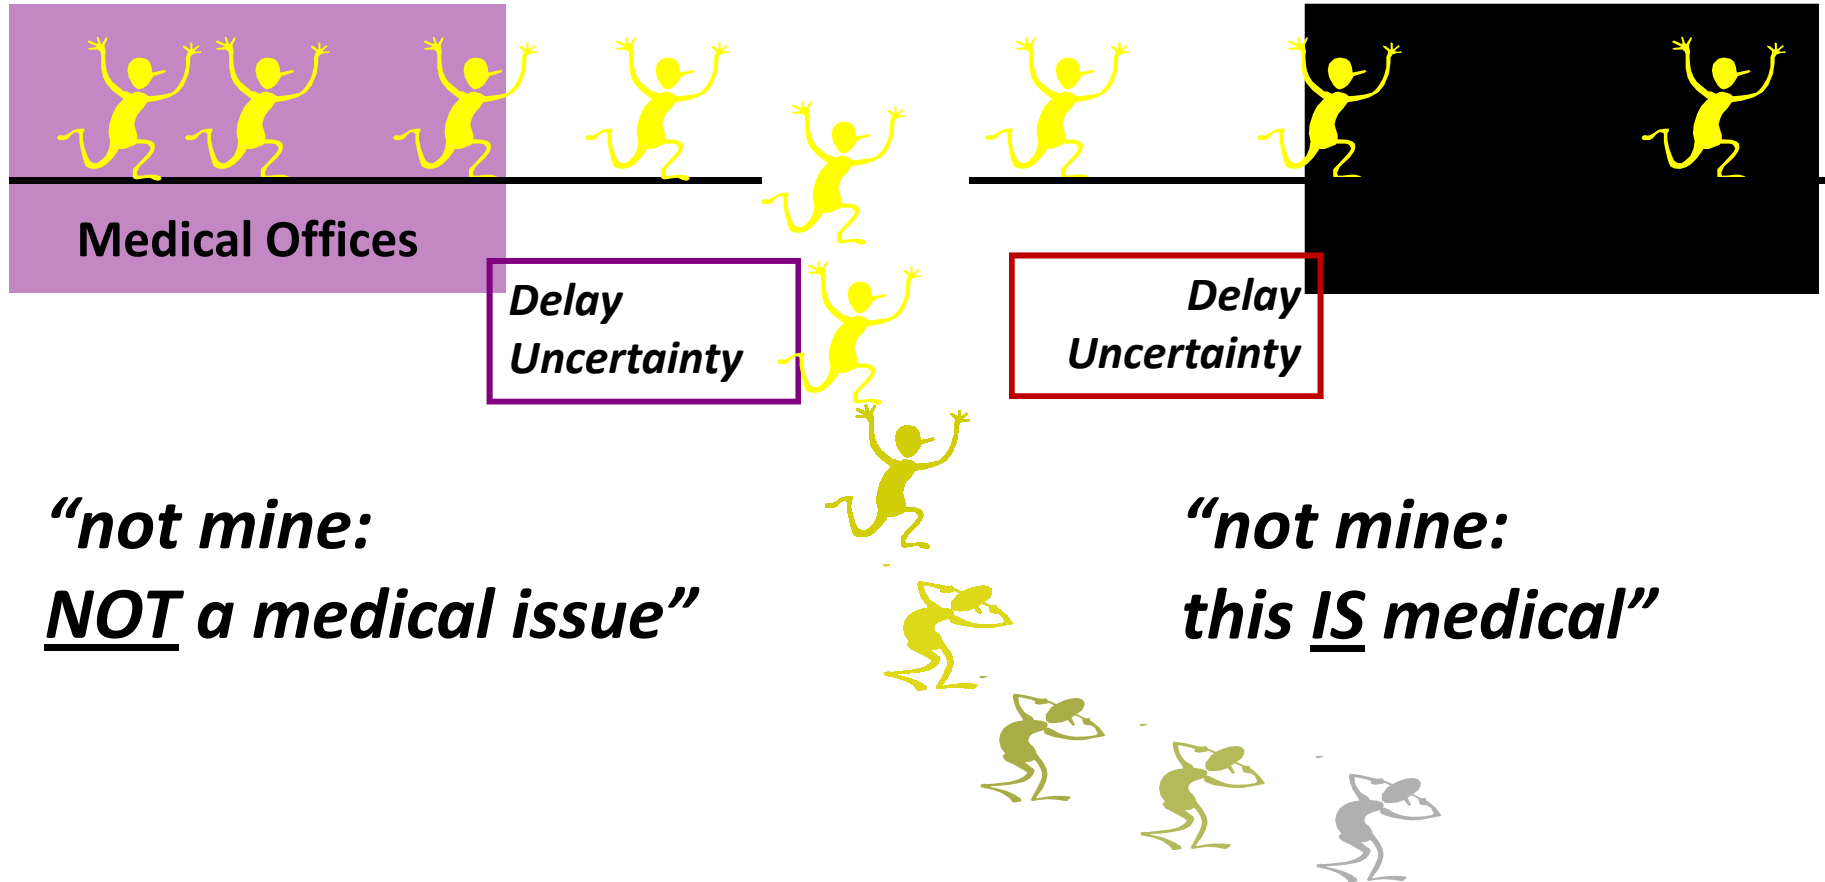 Medical Offices
Delay
Uncertainty
Delay
Uncertainty
“not mine:
NOT a medical issue”
“not mine:
this IS medical”